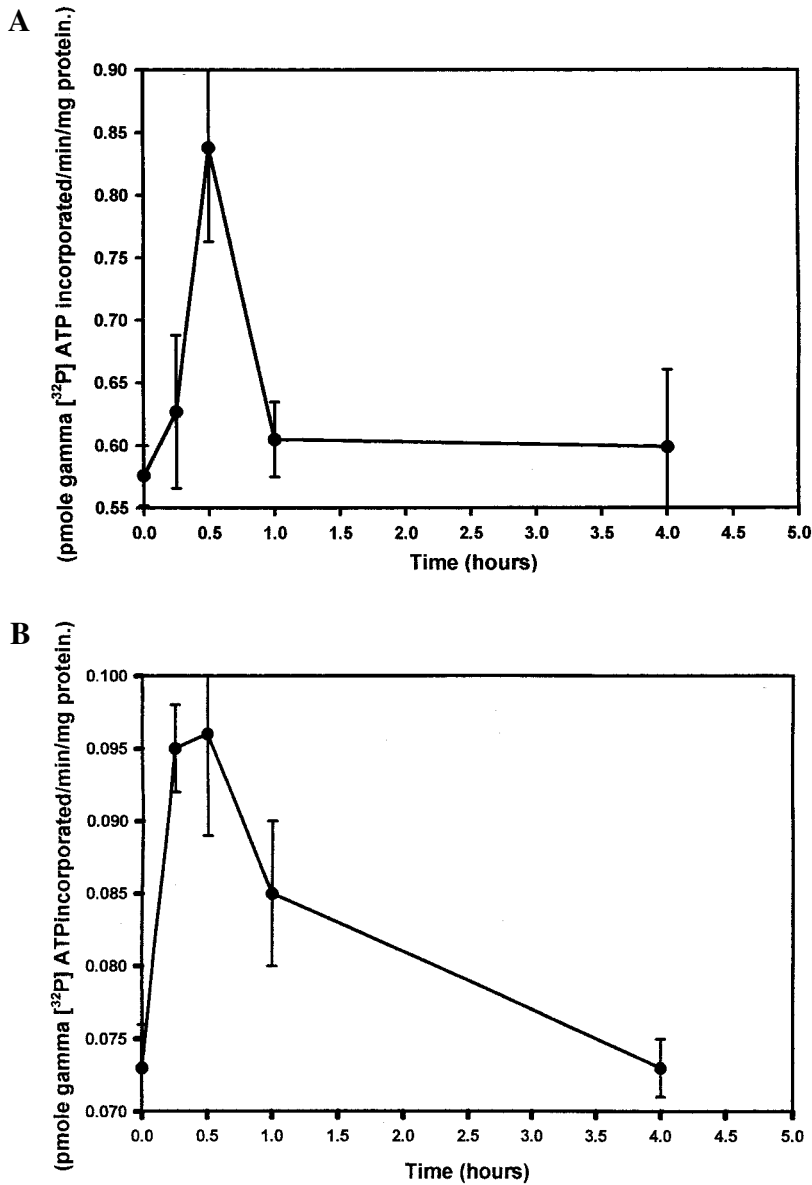 A
(pmole gamma [³²P] ATP incorporated/min/mg protein.)
0.90
0.85
0.80
0.75
0.70
0.65
0.60
0.55
0.0 0.5 1.0 1.5 2.0 2.5 3.0 3.5 4.0 4.5 5.0
Time (hours)
B
(pmole gamma [³²P] ATPincorporated/min/mg protein.)
0.100
0.095
0.090
0.085
0.080
0.075
0.070
0.0 0.5 1.0 1.5 2.0 2.5 3.0 3.5 4.0 4.5 5.0
Time (hours)